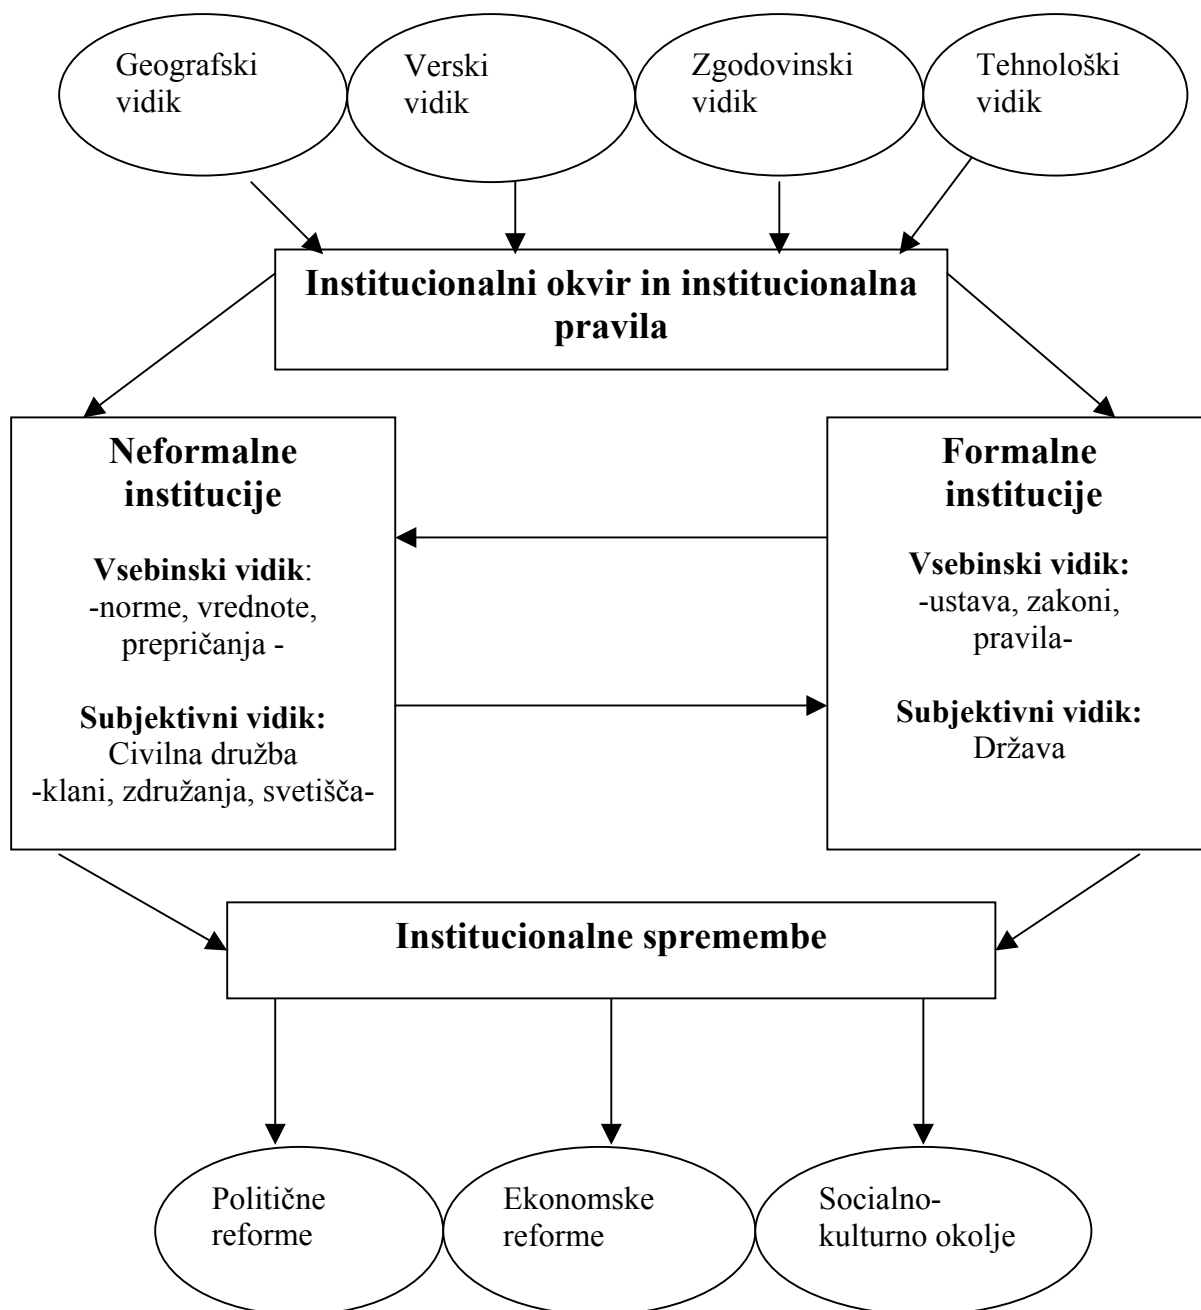 Geografski
vidik
Verski
vidik
Zgodovinski
vidik
Tehnološki
vidik
Institucionalni okvir in institucionalna
pravila
Neformalne
institucije
Vsebinski vidik:
-norme, vrednote,
prepričanja -
Subjektivni vidik:
Civilna družba
-klani, združanja, svetišča-
Formalne
institucije
Vsebinski vidik:
-ustava, zakoni,
pravila-
Subjektivni vidik:
Država
Institucionalne spremembe
Politične
reforme
Ekonomske
reforme
Socialno-
kulturno okolje